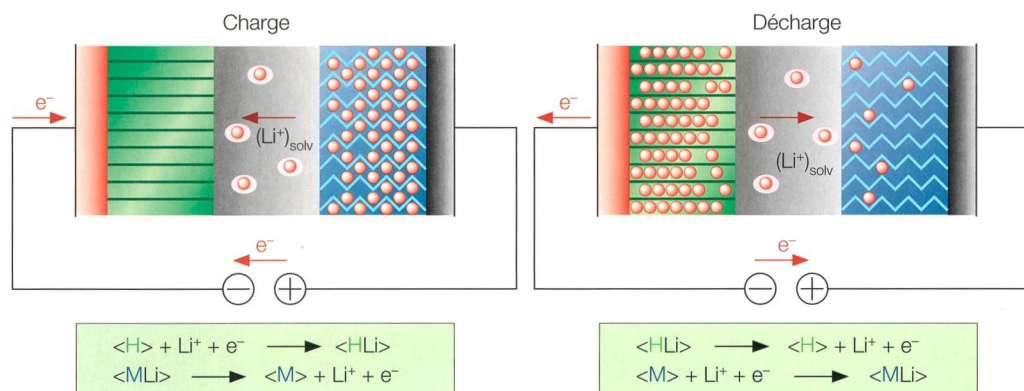 Charge
e⁻
(Li⁺)solv
e⁻
− +
<H> + Li⁺ + e⁻ ⟶ <HLi>
<MLi> ⟶ <M> + Li⁺ + e⁻
Décharge
e⁻
(Li⁺)solv
e⁻
− +
<HLi> ⟶ <H> + Li⁺ + e⁻
<M> + Li⁺ + e⁻ ⟶ <MLi>